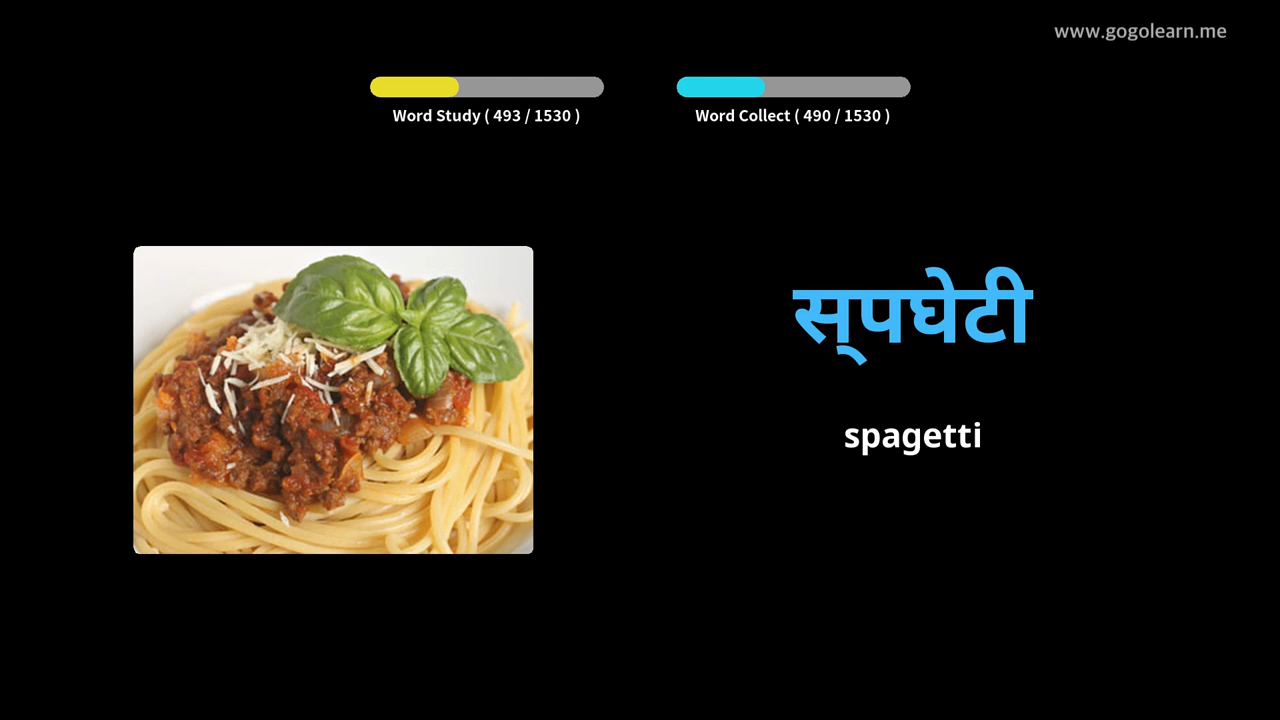 www.gogolearn.me
Word Study ( 493 / 1530 )
Word Collect ( 490 / 1530 )
स्‌पघेटी
spagetti